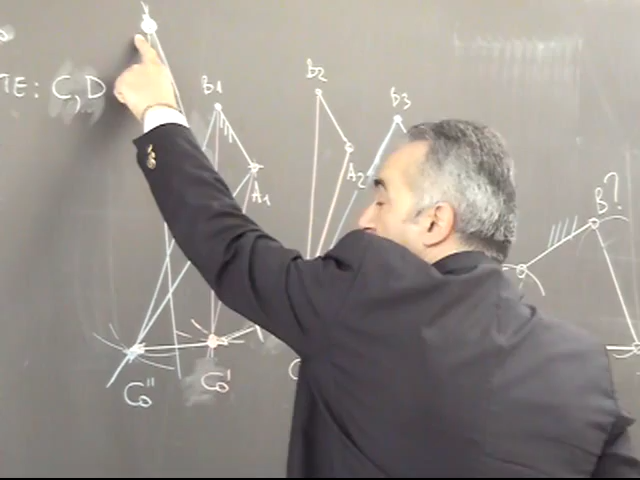 TE: C, D
B1
B2
B3
A1
A2
B?
C0"
C0'